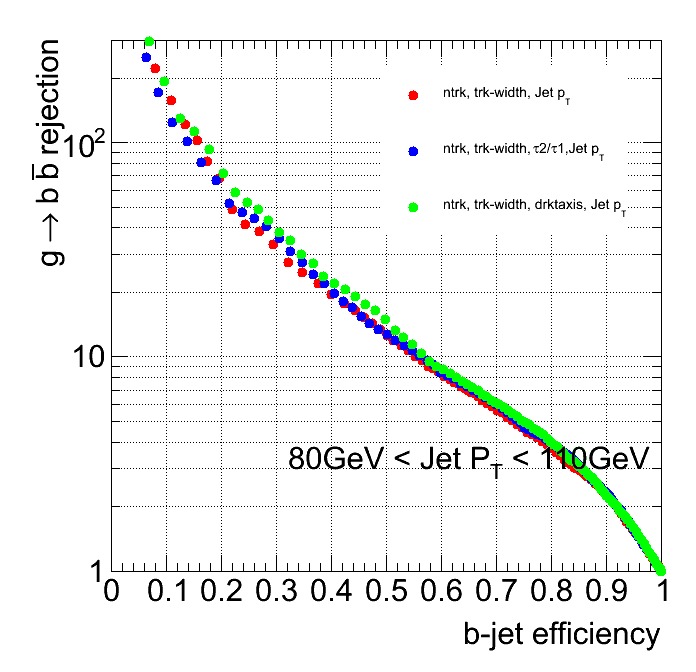 g → b b̅ rejection
10²
10
1
ntrk, trk-width, Jet p_T
ntrk, trk-width, τ2/τ1,Jet p_T
ntrk, trk-width, drktaxis, Jet p_T
80GeV < Jet P_T < 110GeV
0 0.1 0.2 0.3 0.4 0.5 0.6 0.7 0.8 0.9 1
b-jet efficiency